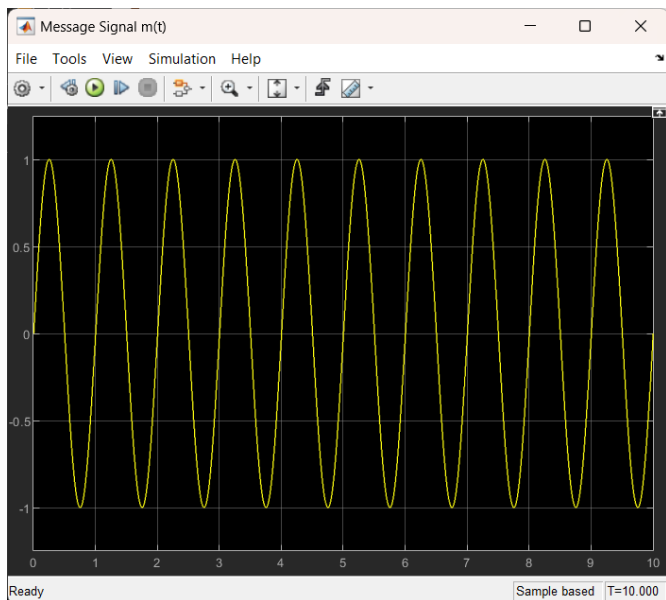 Message Signal m(t)
File Tools View Simulation Help
1
0.5
0
-0.5
-1
0 1 2 3 4 5 6 7 8 9 10
Ready Sample based T=10.000